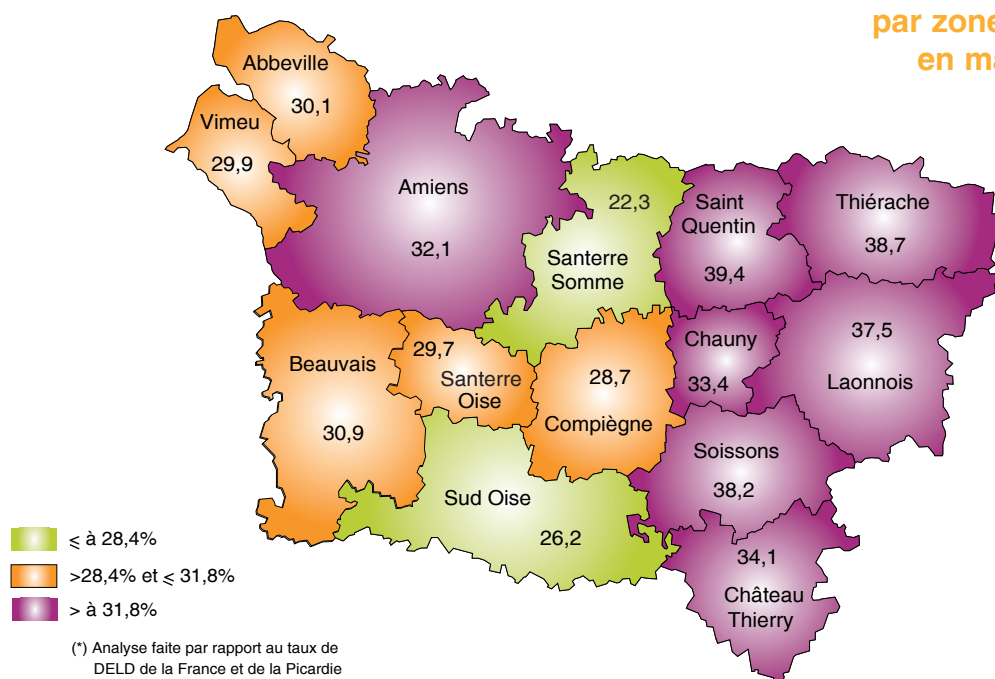 par zone
en ma
Abbeville
30,1
Vimeu
29,9
Amiens
32,1
22,3
Santerre
Somme
Saint
Quentin
39,4
Thiérache
38,7
Beauvais
30,9
29,7
Santerre
Oise
28,7
Compiègne
Chauny
33,4
37,5
Laonnois
Soissons
38,2
Sud Oise
26,2
34,1
Château
Thierry
⩽ à 28,4%
>28,4% et ⩽ 31,8%
> à 31,8%
(*) Analyse faite par rapport au taux de
DELD de la France et de la Picardie